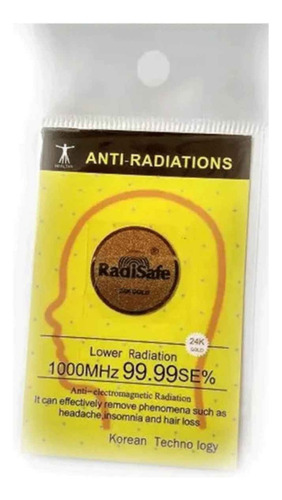 HEALTHY
ANTI-RADIATIONS
RadiSafe®
24K GOLD
24K
GOLD
Lower Radiation
1000MHz 99.99SE%
Anti-electromagnetic Radiation
It can effectively remove phenomena such as
headache,insomnia and hair loss
Korean Techno logy